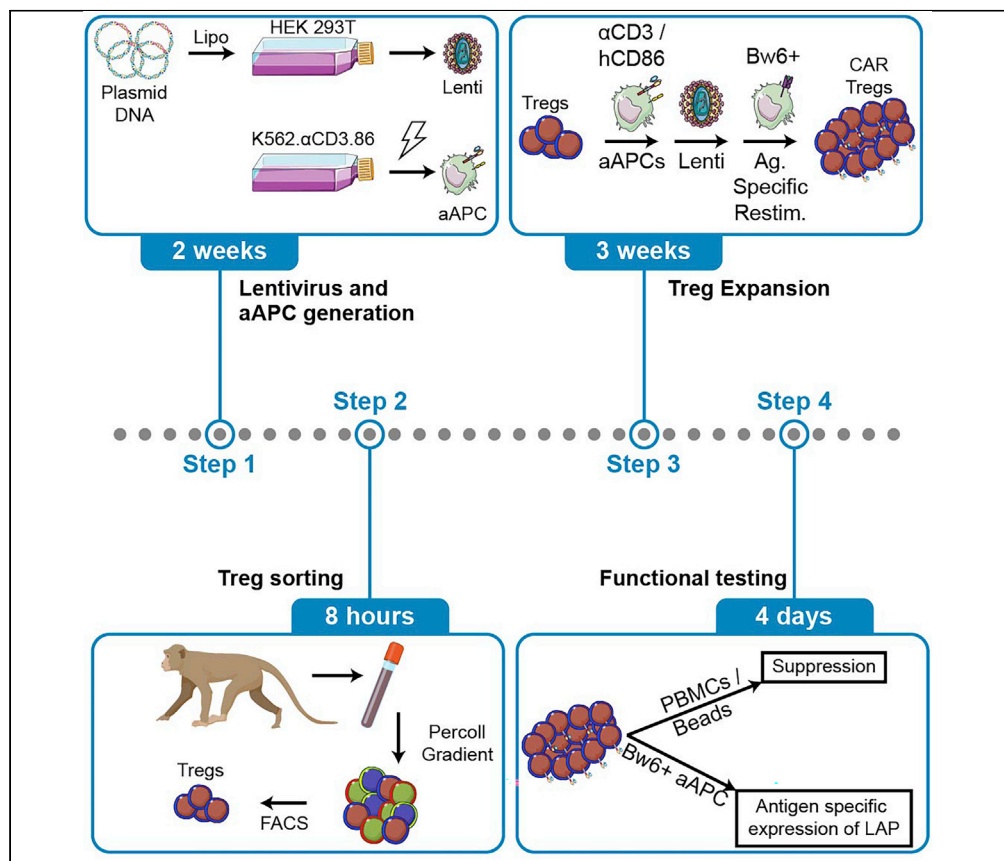 Plasmid
DNA
Lipo
HEK 293T
Lenti
K562.αCD3.86
aAPC
2 weeks
Lentivirus and
aAPC generation
Tregs
αCD3 /
hCD86
aAPCs
Lenti
Bw6+
Ag.
Specific
Restim.
CAR
Tregs
3 weeks
Treg Expansion
Step 1
Step 2
Step 3
Step 4
Treg sorting
8 hours
Percoll
Gradient
Tregs
FACS
Functional testing
4 days
PBMCs /
Beads
Suppression
Bw6+ aAPC
Antigen specific
expression of LAP